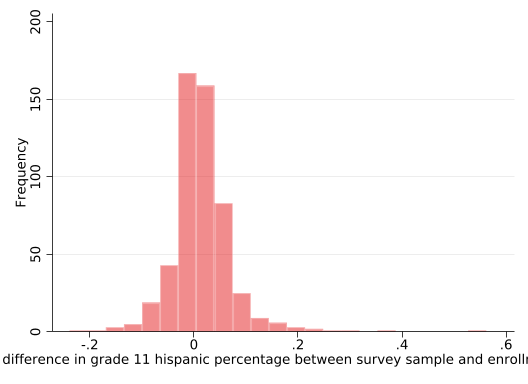 200
150
100
50
0
Frequency
-.2 0 .2 .4 .6
difference in grade 11 hispanic percentage between survey sample and